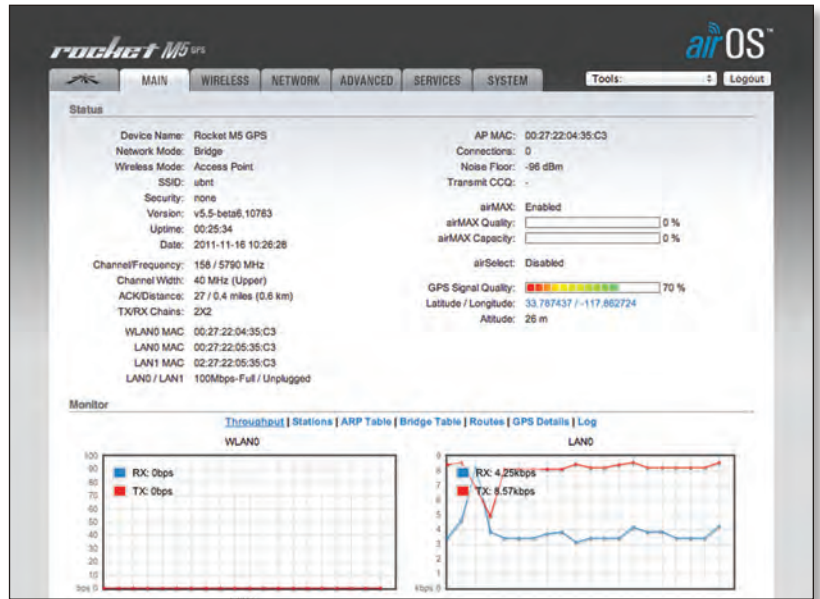 rocket M5 GPS
airOS™
MAIN WIRELESS NETWORK ADVANCED SERVICES SYSTEM Tools: Logout
Status
Device Name: Rocket M5 GPS
Network Mode: Bridge
Wireless Mode: Access Point
SSID: ubnt
Security: none
Version: v5.5-beta6.10763
Uptime: 00:25:34
Date: 2011-11-16 10:26:28
Channel/Frequency: 158 / 5790 MHz
Channel Width: 40 MHz (Upper)
ACK/Distance: 27 / 0.4 miles (0.6 km)
TX/RX Chains: 2X2
WLAN0 MAC 00:27:22:04:35:C3
LAN0 MAC 00:27:22:05:35:C3
LAN1 MAC 02:27:22:05:35:C3
LAN0 / LAN1 100Mbps-Full / Unplugged
AP MAC: 00:27:22:04:35:C3
Connections: 0
Noise Floor: -96 dBm
Transmit CCQ: -
airMAX: Enabled
airMAX Quality: 0 %
airMAX Capacity: 0 %
airSelect: Disabled
GPS Signal Quality: 70 %
Latitude / Longitude: 33.787437 / -117.862724
Altitude: 26 m
Monitor
Throughput | Stations | ARP Table | Bridge Table | Routes | GPS Details | Log
WLAN0
100
90
80
70
60
50
40
30
20
10
bps 0
RX: 0bps
TX: 0bps
LAN0
9
8
7
6
5
4
3
2
1
kbps 0
RX: 4.25kbps
TX: 8.57kbps